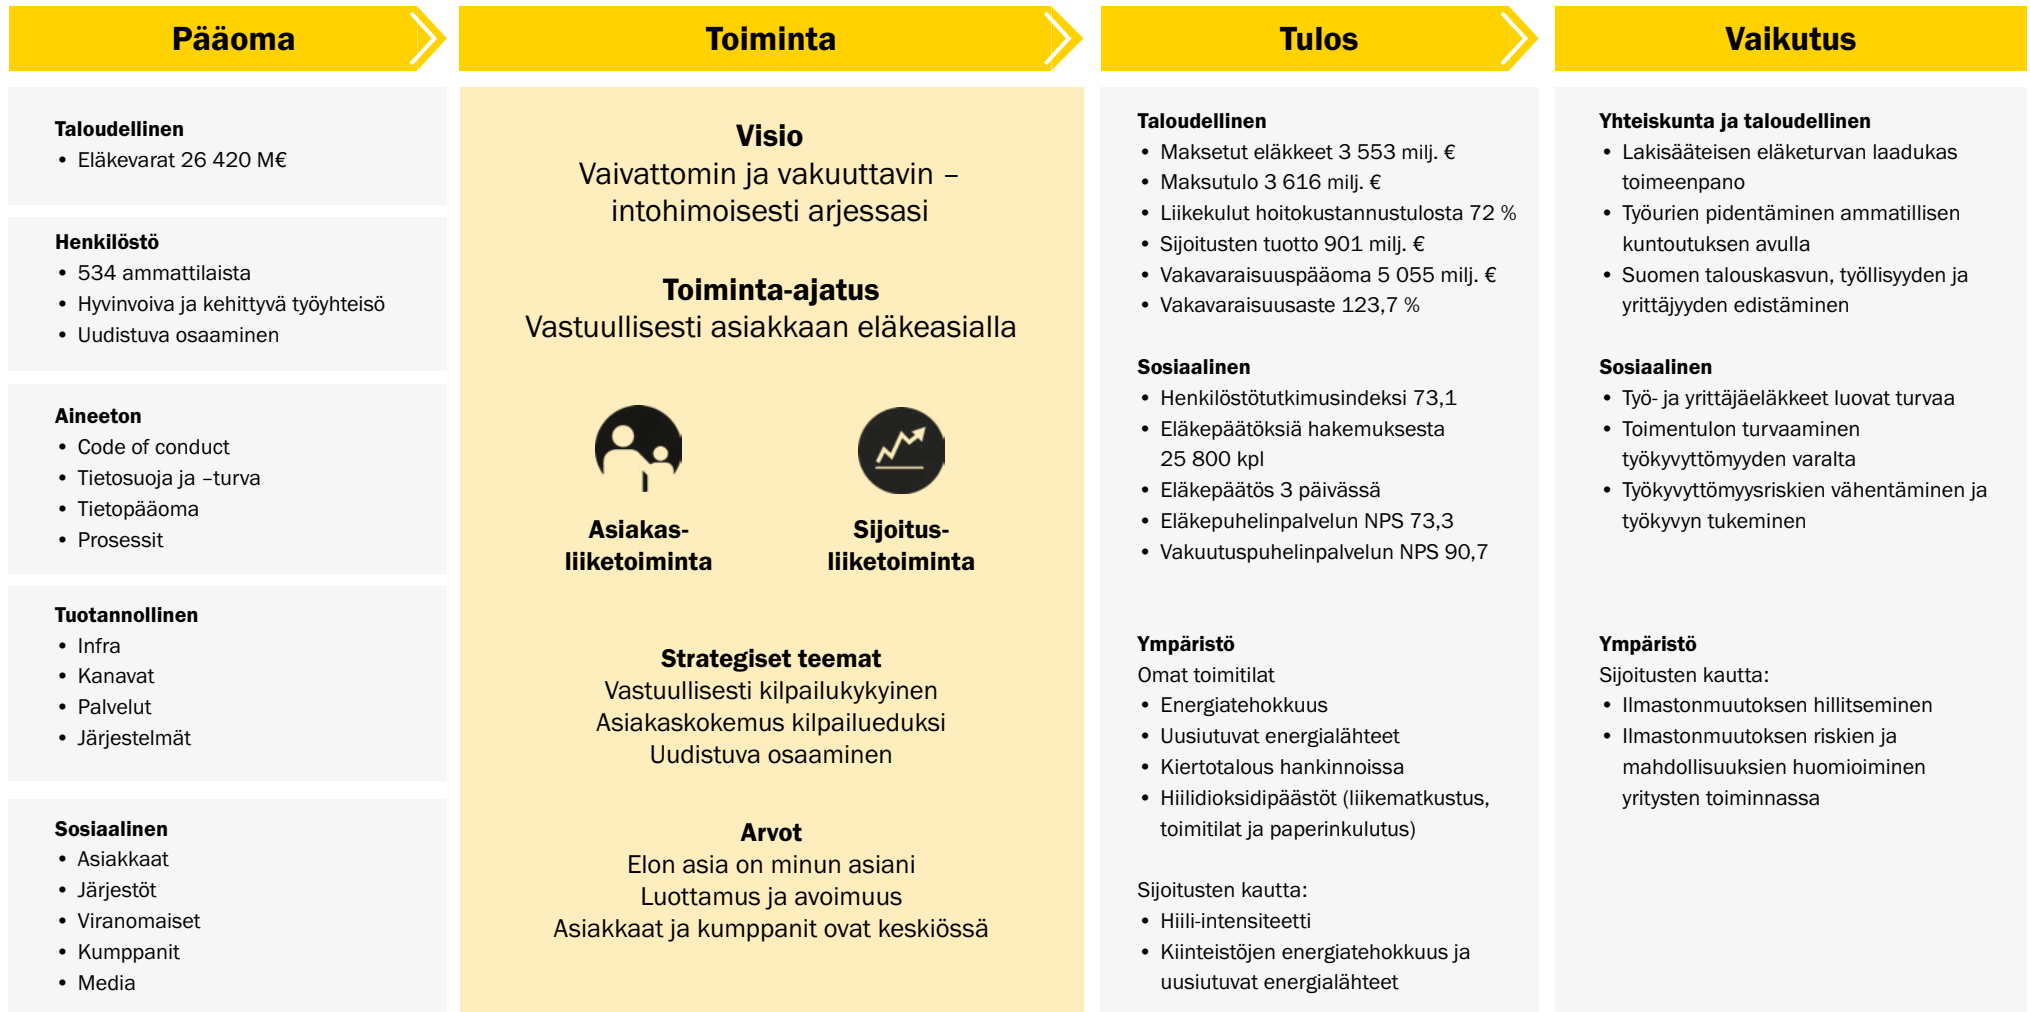 Pääoma
Taloudellinen
• Eläkevarat 26 420 M€
Henkilöstö
• 534 ammattilaista
• Hyvinvoiva ja kehittyvä työyhteisö
• Uudistuva osaaminen
Aineeton
• Code of conduct
• Tietosuoja ja –turva
• Tietopääoma
• Prosessit
Tuotannollinen
• Infra
• Kanavat
• Palvelut
• Järjestelmät
Sosiaalinen
• Asiakkaat
• Järjestöt
• Viranomaiset
• Kumppanit
• Media
Toiminta
Visio
Vaivattomin ja vakuuttavin –
intohimoisesti arjessasi
Toiminta-ajatus
Vastuullisesti asiakkaan eläkeasialla
Asiakas-
liiketoiminta
Sijoitus-
liiketoiminta
Strategiset teemat
Vastuullisesti kilpailukykyinen
Asiakaskokemus kilpailueduksi
Uudistuva osaaminen
Arvot
Elon asia on minun asiani
Luottamus ja avoimuus
Asiakkaat ja kumppanit ovat keskiössä
Tulos
Taloudellinen
• Maksetut eläkkeet 3 553 milj. €
• Maksutulo 3 616 milj. €
• Liikekulut hoitokustannustulosta 72 %
• Sijoitusten tuotto 901 milj. €
• Vakavaraisuuspääoma 5 055 milj. €
• Vakavaraisuusaste 123,7 %
Sosiaalinen
• Henkilöstötutkimusindeksi 73,1
• Eläkepäätöksiä hakemuksesta
25 800 kpl
• Eläkepäätös 3 päivässä
• Eläkepuhelinpalvelun NPS 73,3
• Vakuutuspuhelinpalvelun NPS 90,7
Ympäristö
Omat toimitilat
• Energiatehokkuus
• Uusiutuvat energialähteet
• Kiertotalous hankinnoissa
• Hiilidioksidipäästöt (liikematkustus,
toimitilat ja paperinkulutus)
Sijoitusten kautta:
• Hiili-intensiteetti
• Kiinteistöjen energiatehokkuus ja
uusiutuvat energialähteet
Vaikutus
Yhteiskunta ja taloudellinen
• Lakisääteisen eläketurvan laadukas
toimeenpano
• Työurien pidentäminen ammatillisen
kuntoutuksen avulla
• Suomen talouskasvun, työllisyyden ja
yrittäjyyden edistäminen
Sosiaalinen
• Työ- ja yrittäjäeläkkeet luovat turvaa
• Toimentulon turvaaminen
työkyvyttömyyden varalta
• Työkyvyttömyysriskien vähentäminen ja
työkyvyn tukeminen
Ympäristö
Sijoitusten kautta:
• Ilmastonmuutoksen hillitseminen
• Ilmastonmuutoksen riskien ja
mahdollisuuksien huomioiminen
yritysten toiminnassa